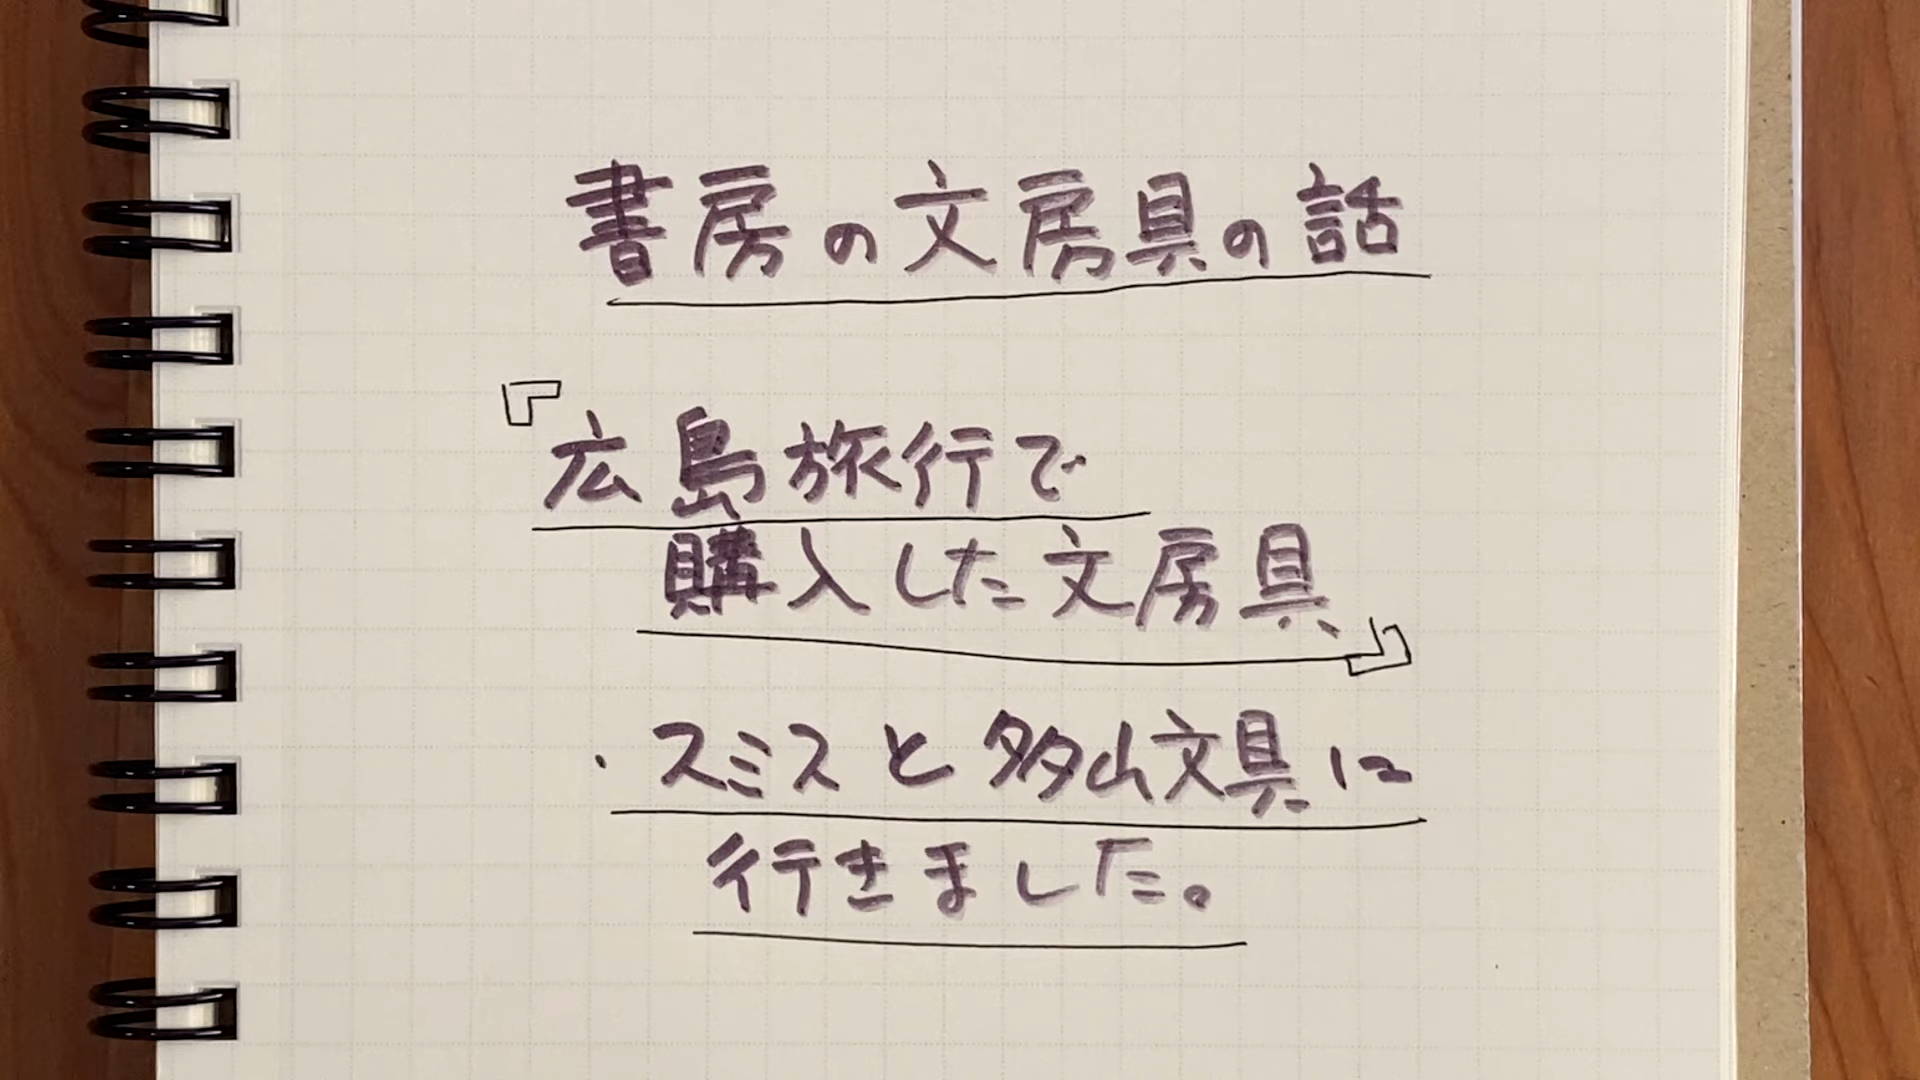 書房の文房具の話
『広島旅行で
購入した文房具』
・スミスと多山文具に
行きました。